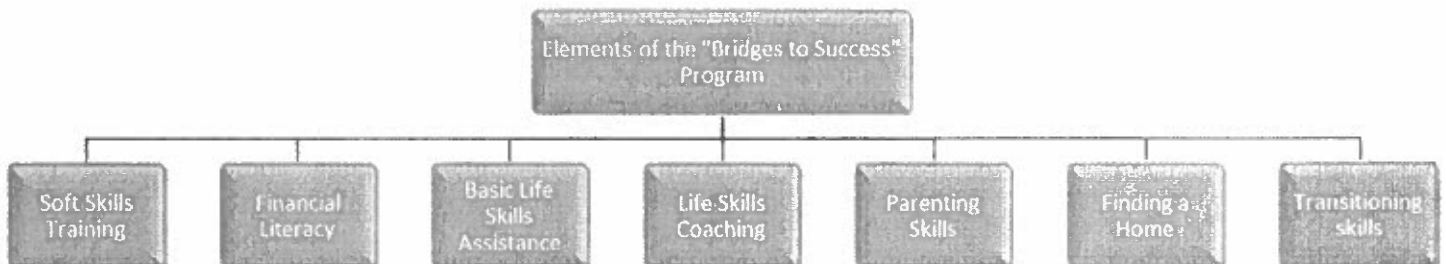 Elements of the "Bridges to Success"
Program
Soft Skills
Training
Financial
Literacy
Basic Life
Skills
Assistance
Life Skills
Coaching
Parenting
Skills
Finding a
Home
Transitioning
skills